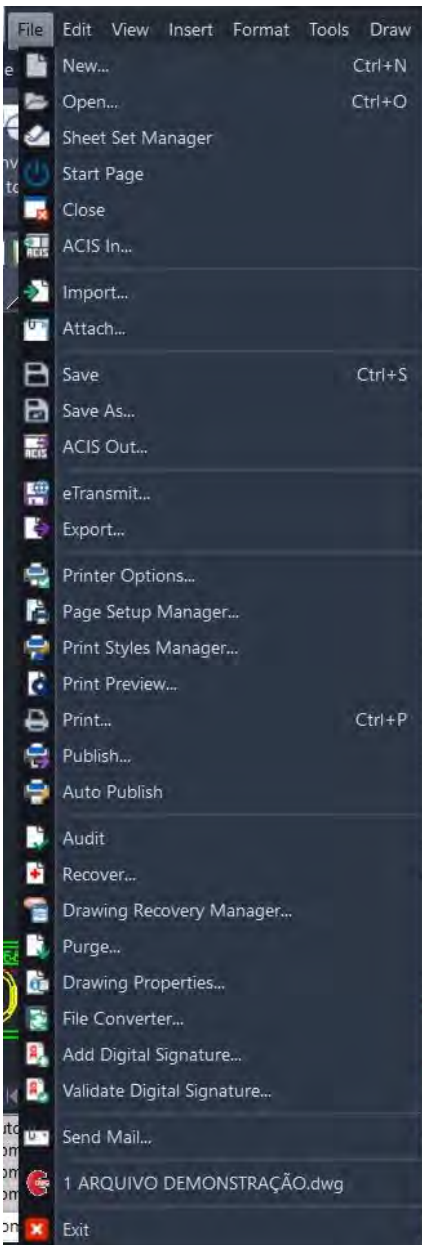 File Edit View Insert Format Tools Draw
New... Ctrl+N
Open... Ctrl+O
Sheet Set Manager
Start Page
Close
ACIS In...
Import...
Attach...
Save Ctrl+S
Save As...
ACIS Out...
eTransmit...
Export...
Printer Options...
Page Setup Manager...
Print Styles Manager...
Print Preview...
Print... Ctrl+P
Publish...
Auto Publish
Audit
Recover...
Drawing Recovery Manager...
Purge...
Drawing Properties...
File Converter...
Add Digital Signature...
Validate Digital Signature...
Send Mail...
1 ARQUIVO DEMONSTRAÇÃO.dwg
Exit